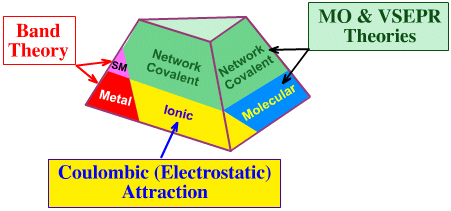 Band
Theory
MO & VSEPR
Theories
Network
Covalent
Network
Covalent
SM
Metal
Ionic
Molecular
Coulombic (Electrostatic)
Attraction